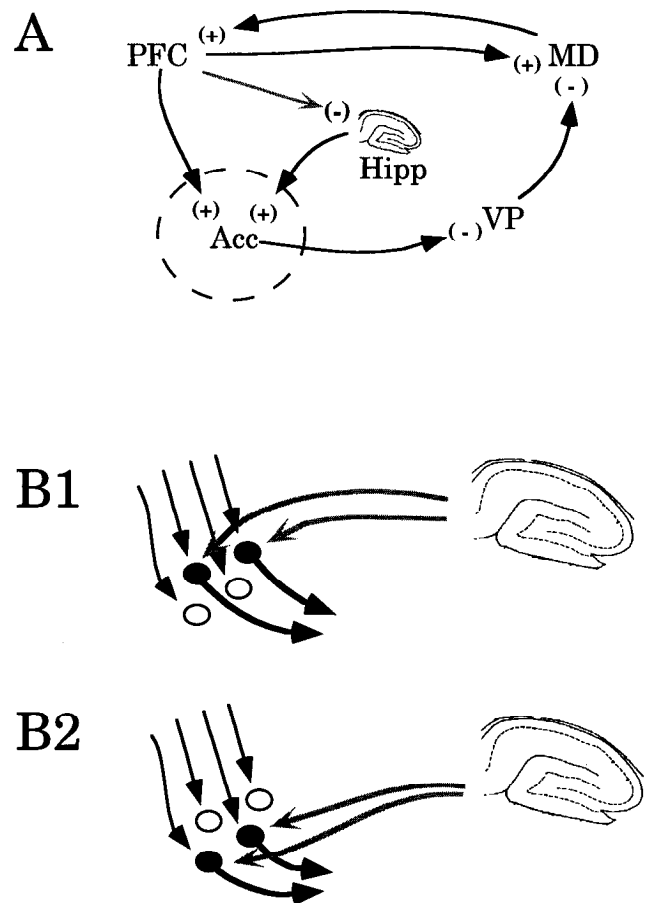 A
PFC (+) (+) MD
(-) (-)
Hipp
(+) (+) (-) VP
Acc
B1
B2